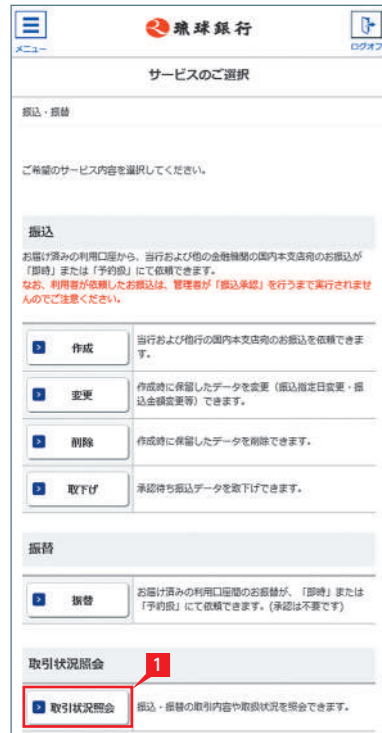 メニュー
琉球銀行
ログオフ
サービスのご選択
振込・振替
ご希望のサービス内容を選択してください。
振込
お届け済みの利用口座から、当行および他の金融機関の国内本支店宛のお振込が
「即時」または「予約扱」にて依頼できます。
なお、利用者が依頼したお振込は、管理者が「振込承認」を行うまで実行されませ
んのでご注意ください。
作成
当行および他行の国内本支店宛のお振込を依頼できま
す。
変更
作成時に保留したデータを変更（振込指定日変更・振
込金額変更等）できます。
削除
作成時に保留したデータを削除できます。
取下げ
承認待ち振込データを取下げできます。
振替
振替
お届け済みの利用口座間のお振替が、「即時」または
「予約扱」にて依頼できます。(承認は不要です)
取引状況照会
1
取引状況照会
振込・振替の取引内容や取扱状況を照会できます。